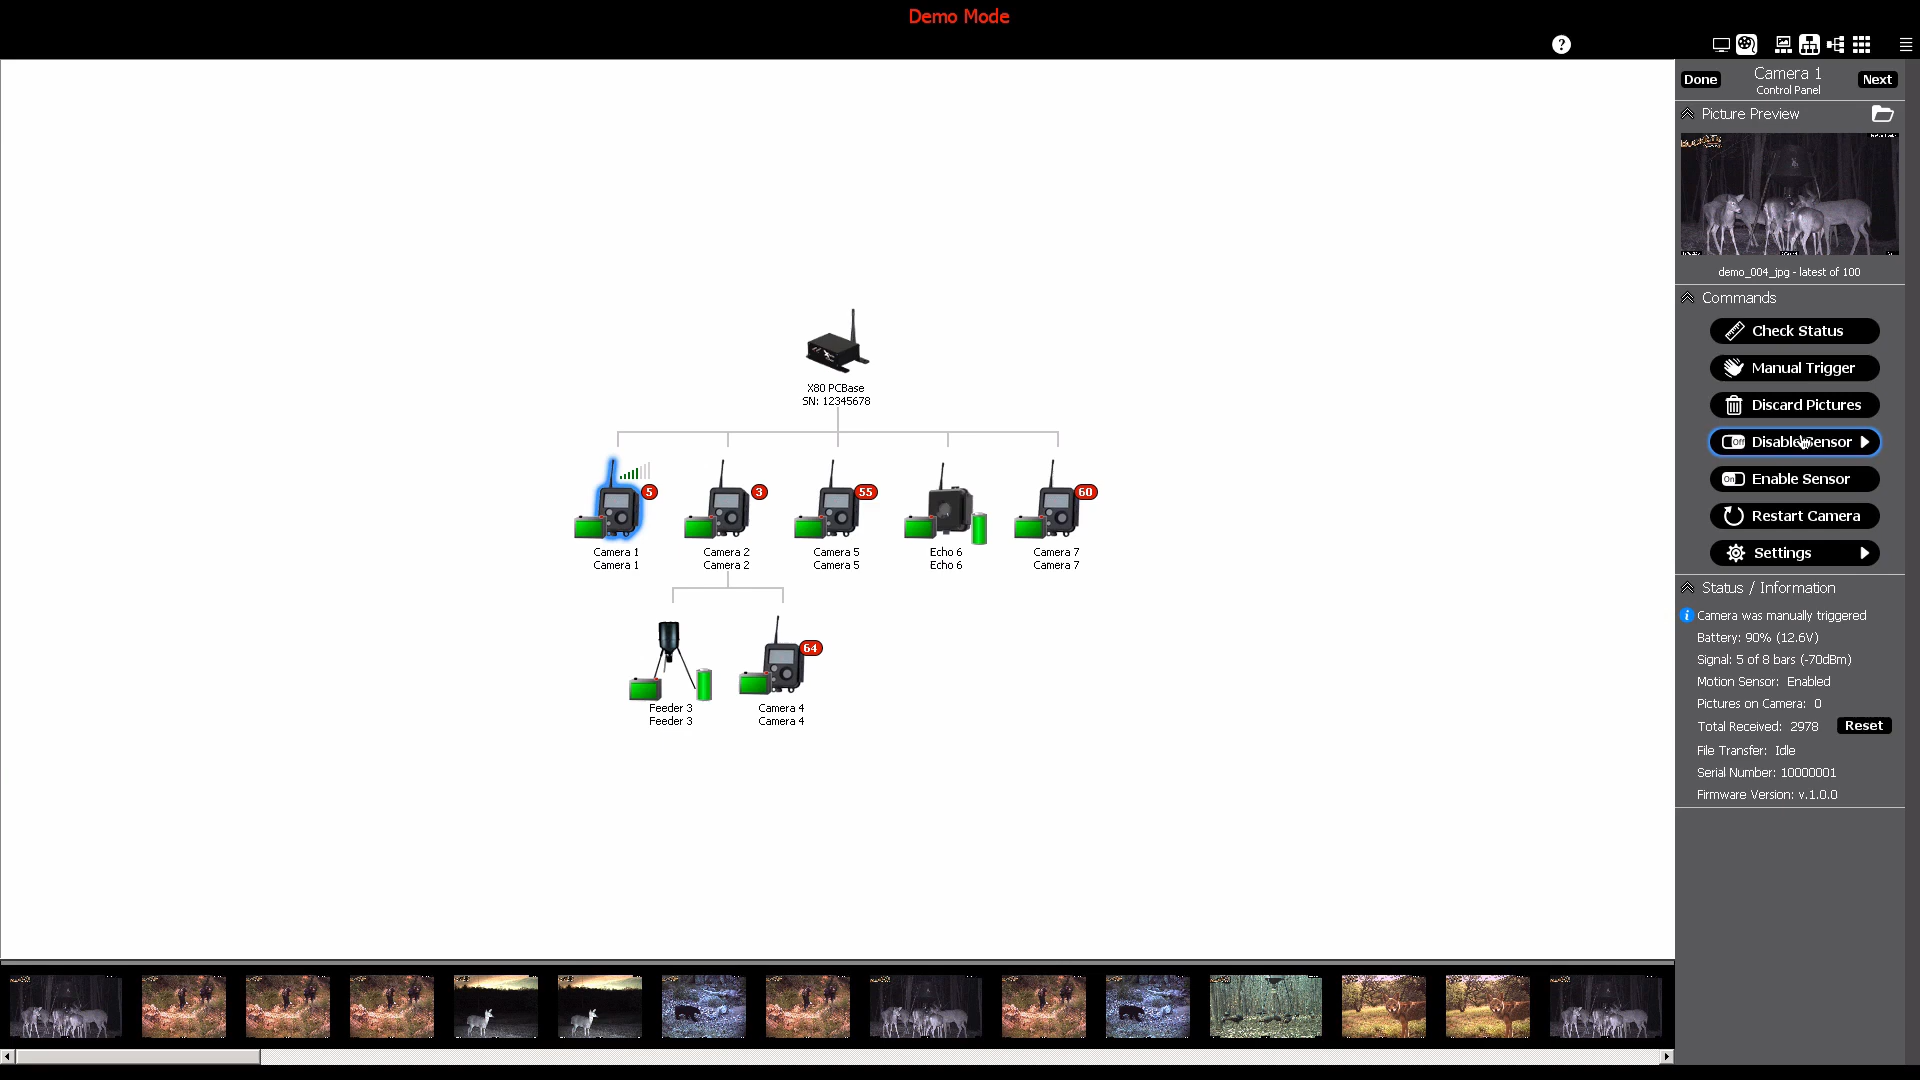 Demo Mode
?
Done
Camera 1
Control Panel
Next
Picture Preview
demo_004_jpg - latest of 100
Commands
Check Status
Manual Trigger
Discard Pictures
Off
Disable Sensor
On
Enable Sensor
Restart Camera
Settings
Status / Information
Camera was manually triggered
Battery: 90% (12.6V)
Signal: 5 of 8 bars (-70dBm)
Motion Sensor: Enabled
Pictures on Camera: 0
Total Received: 2978
Reset
File Transfer: Idle
Serial Number: 10000001
Firmware Version: v.1.0.0
X80 PCBase
SN: 12345678
5
3
55
60
Camera 1
Camera 1
Camera 2
Camera 2
Camera 5
Camera 5
Echo 6
Echo 6
Camera 7
Camera 7
64
Feeder 3
Feeder 3
Camera 4
Camera 4